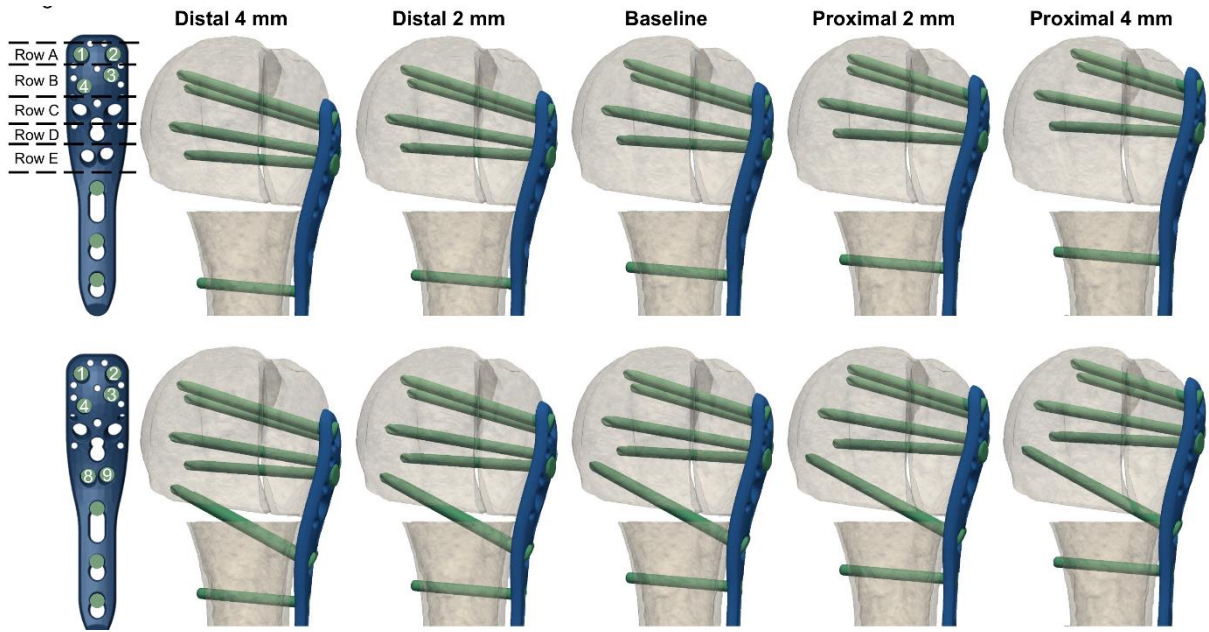 Distal 4 mm Distal 2 mm Baseline Proximal 2 mm Proximal 4 mm
Row A 1 2
Row B 3
4
Row C
Row D
Row E
1 2
3
4
8 9